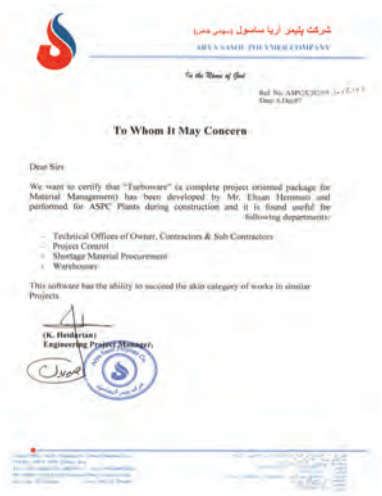 شرکت پلیمر آریا ساسول (سهامی خاص)
ARYA SASOL POLYMER COMPANY
In the Name of God
Ref. No:
Date:
To Whom It May Concern
Dear Sirs
We want to certify that "Turboware" (a complete project oriented package for
Material Management) has been developed by Mr. Ehsan Hemmati and
performed for ASPC Plants during construction and it is found useful for
following departments:
- Technical Offices of Owner, Contractors & Sub Contractors
- Project Control
- Shortage Material Procurement
- Warehouses
This software has the ability to succeed the akin category of works in similar
Projects.
(K. Heidarian)
Engineering Project Manager